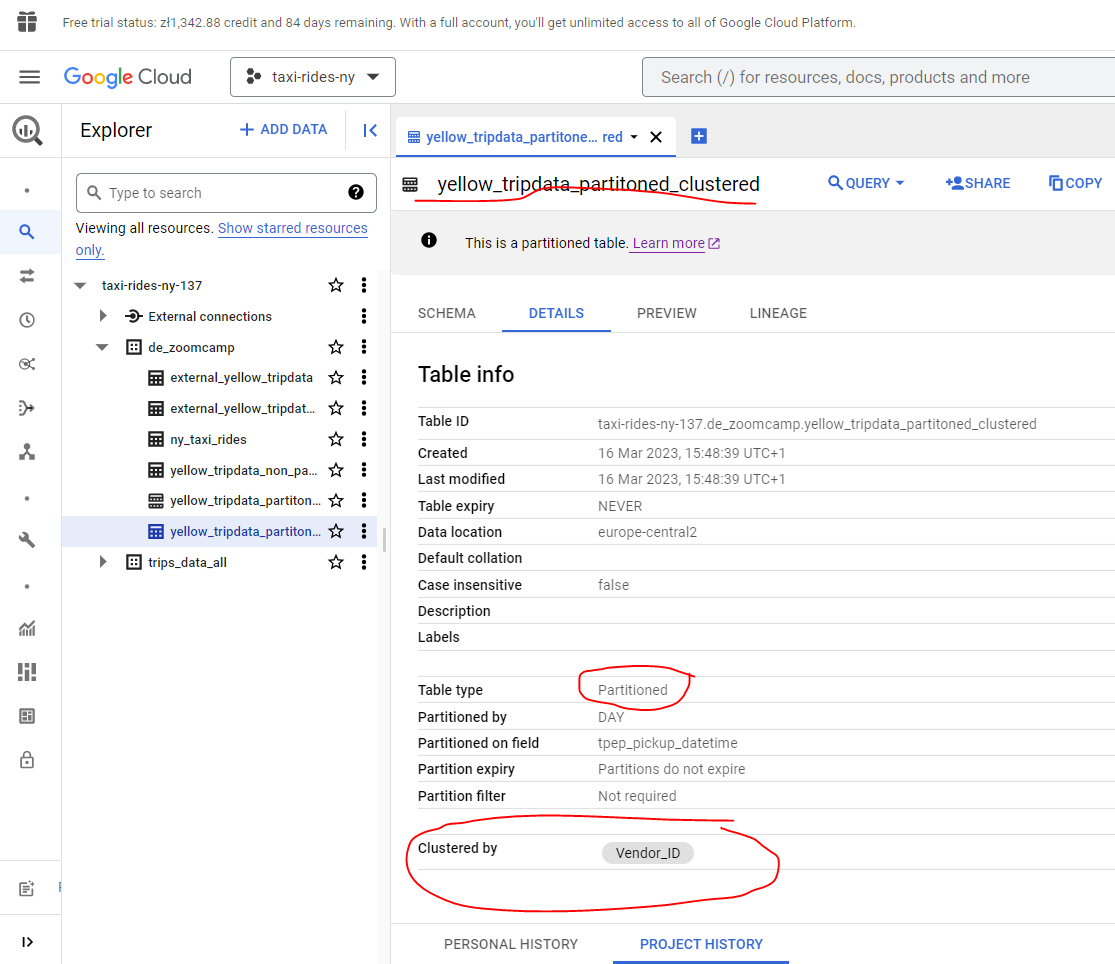 Free trial status: zł1,342.88 credit and 84 days remaining. With a full account, you'll get unlimited access to all of Google Cloud Platform.
Google Cloud
taxi-rides-ny
Search (/) for resources, docs, products and more
Explorer
ADD DATA
Type to search
Viewing all resources. Show starred resources
only.
taxi-rides-ny-137
External connections
de_zoomcamp
external_yellow_tripdata
external_yellow_tripdat...
ny_taxi_rides
yellow_tripdata_non_pa...
yellow_tripdata_partiton...
yellow_tripdata_partiton...
trips_data_all
yellow_tripdata_partitone... red
yellow_tripdata_partitoned_clustered
QUERY
SHARE
COPY
This is a partitioned table. Learn more
SCHEMA
DETAILS
PREVIEW
LINEAGE
Table info
Table ID taxi-rides-ny-137.de_zoomcamp.yellow_tripdata_partitoned_clustered
Created 16 Mar 2023, 15:48:39 UTC+1
Last modified 16 Mar 2023, 15:48:39 UTC+1
Table expiry NEVER
Data location europe-central2
Default collation
Case insensitive false
Description
Labels
Table type Partitioned
Partitioned by DAY
Partitioned on field tpep_pickup_datetime
Partition expiry Partitions do not expire
Partition filter Not required
Clustered by Vendor_ID
PERSONAL HISTORY
PROJECT HISTORY